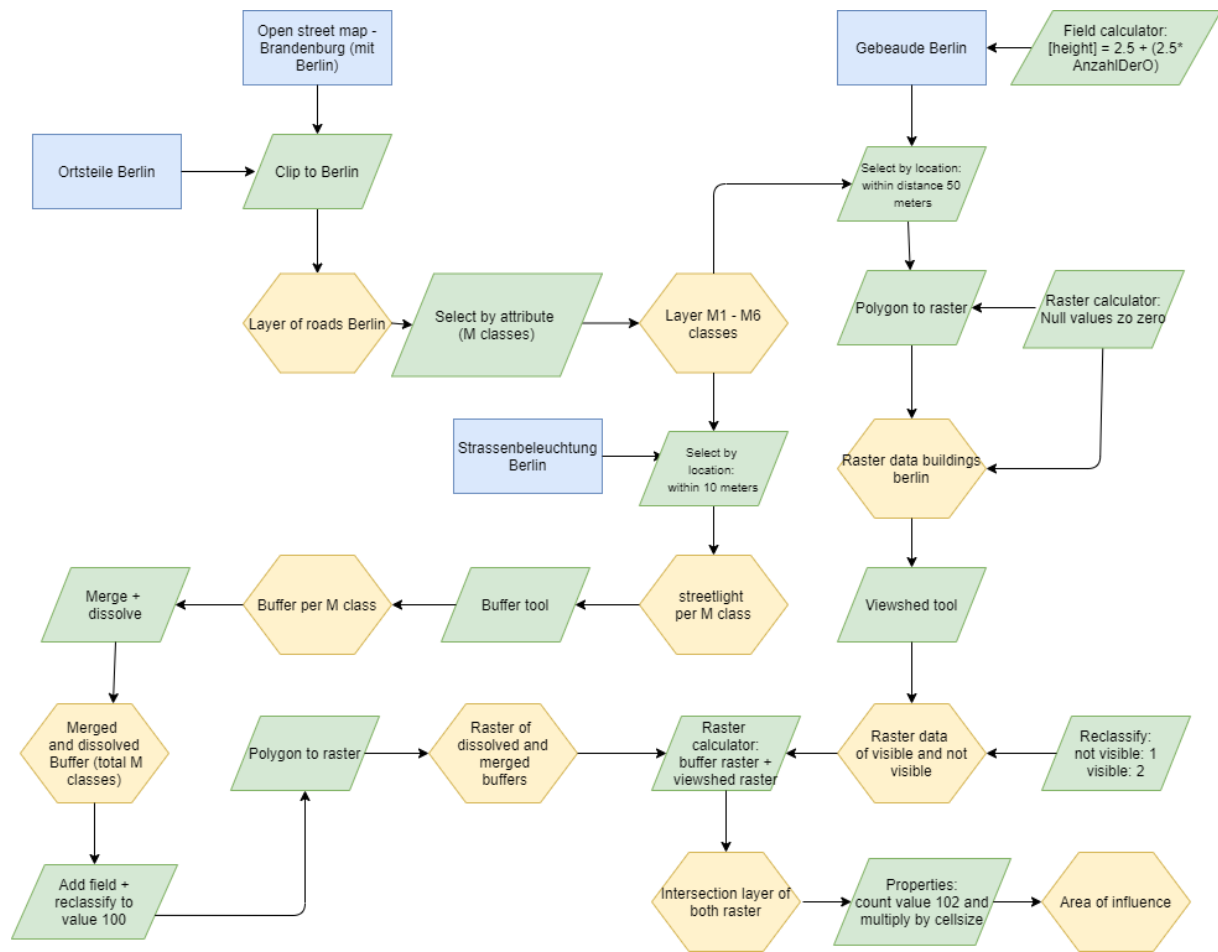 Open street map -
Brandenburg (mit
Berlin)
Gebeaude Berlin
Field calculator:
[height] = 2.5 + (2.5*
AnzahlDerO)
Ortsteile Berlin
Clip to Berlin
Select by location:
within distance 50
meters
Layer of roads Berlin
Select by attribute
(M classes)
Layer M1 - M6
classes
Polygon to raster
Raster calculator:
Null values zo zero
Strassenbeleuchtung
Berlin
Select by
location:
within 10 meters
Raster data buildings
berlin
Merge +
dissolve
Buffer per M class
Buffer tool
streetlight
per M class
Viewshed tool
Merged
and dissolved
Buffer (total M
classes)
Polygon to raster
Raster of
dissolved and
merged
buffers
Raster
calculator:
buffer raster +
viewshed raster
Raster data
of visible and not
visible
Reclassify:
not visible: 1
visible: 2
Add field +
reclassify to
value 100
Intersection layer of
both raster
Properties:
count value 102 and
multiply by cellsize
Area of influence